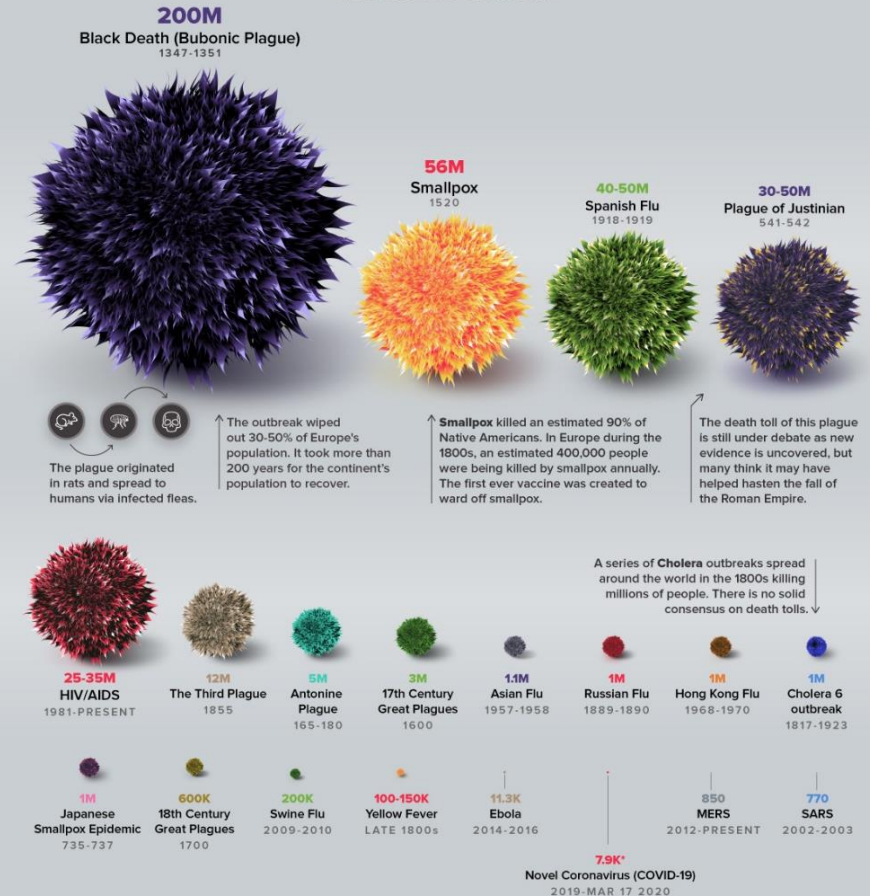 200M
Black Death (Bubonic Plague)
1347-1351
56M
Smallpox
1520
40-50M
Spanish Flu
1918-1919
30-50M
Plague of Justinian
541-542
The plague originated
in rats and spread to
humans via infected fleas.
The outbreak wiped
out 30-50% of Europe's
population. It took more than
200 years for the continent's
population to recover.
Smallpox killed an estimated 90% of
Native Americans. In Europe during the
1800s, an estimated 400,000 people
were being killed by smallpox annually.
The first ever vaccine was created to
ward off smallpox.
The death toll of this plague
is still under debate as new
evidence is uncovered, but
many think it may have
helped hasten the fall of
the Roman Empire.
A series of Cholera outbreaks spread
around the world in the 1800s killing
millions of people. There is no solid
consensus on death tolls.
25-35M
HIV/AIDS
1981-PRESENT
12M
The Third Plague
1855
5M
Antonine
Plague
165-180
3M
17th Century
Great Plagues
1600
1.1M
Asian Flu
1957-1958
1M
Russian Flu
1889-1890
1M
Hong Kong Flu
1968-1970
1M
Cholera 6
outbreak
1817-1923
1M
Japanese
Smallpox Epidemic
735-737
600K
18th Century
Great Plagues
1700
200K
Swine Flu
2009-2010
100-150K
Yellow Fever
LATE 1800s
11.3K
Ebola
2014-2016
7.9K*
Novel Coronavirus (COVID-19)
2019-MAR 17 2020
850
MERS
2012-PRESENT
770
SARS
2002-2003